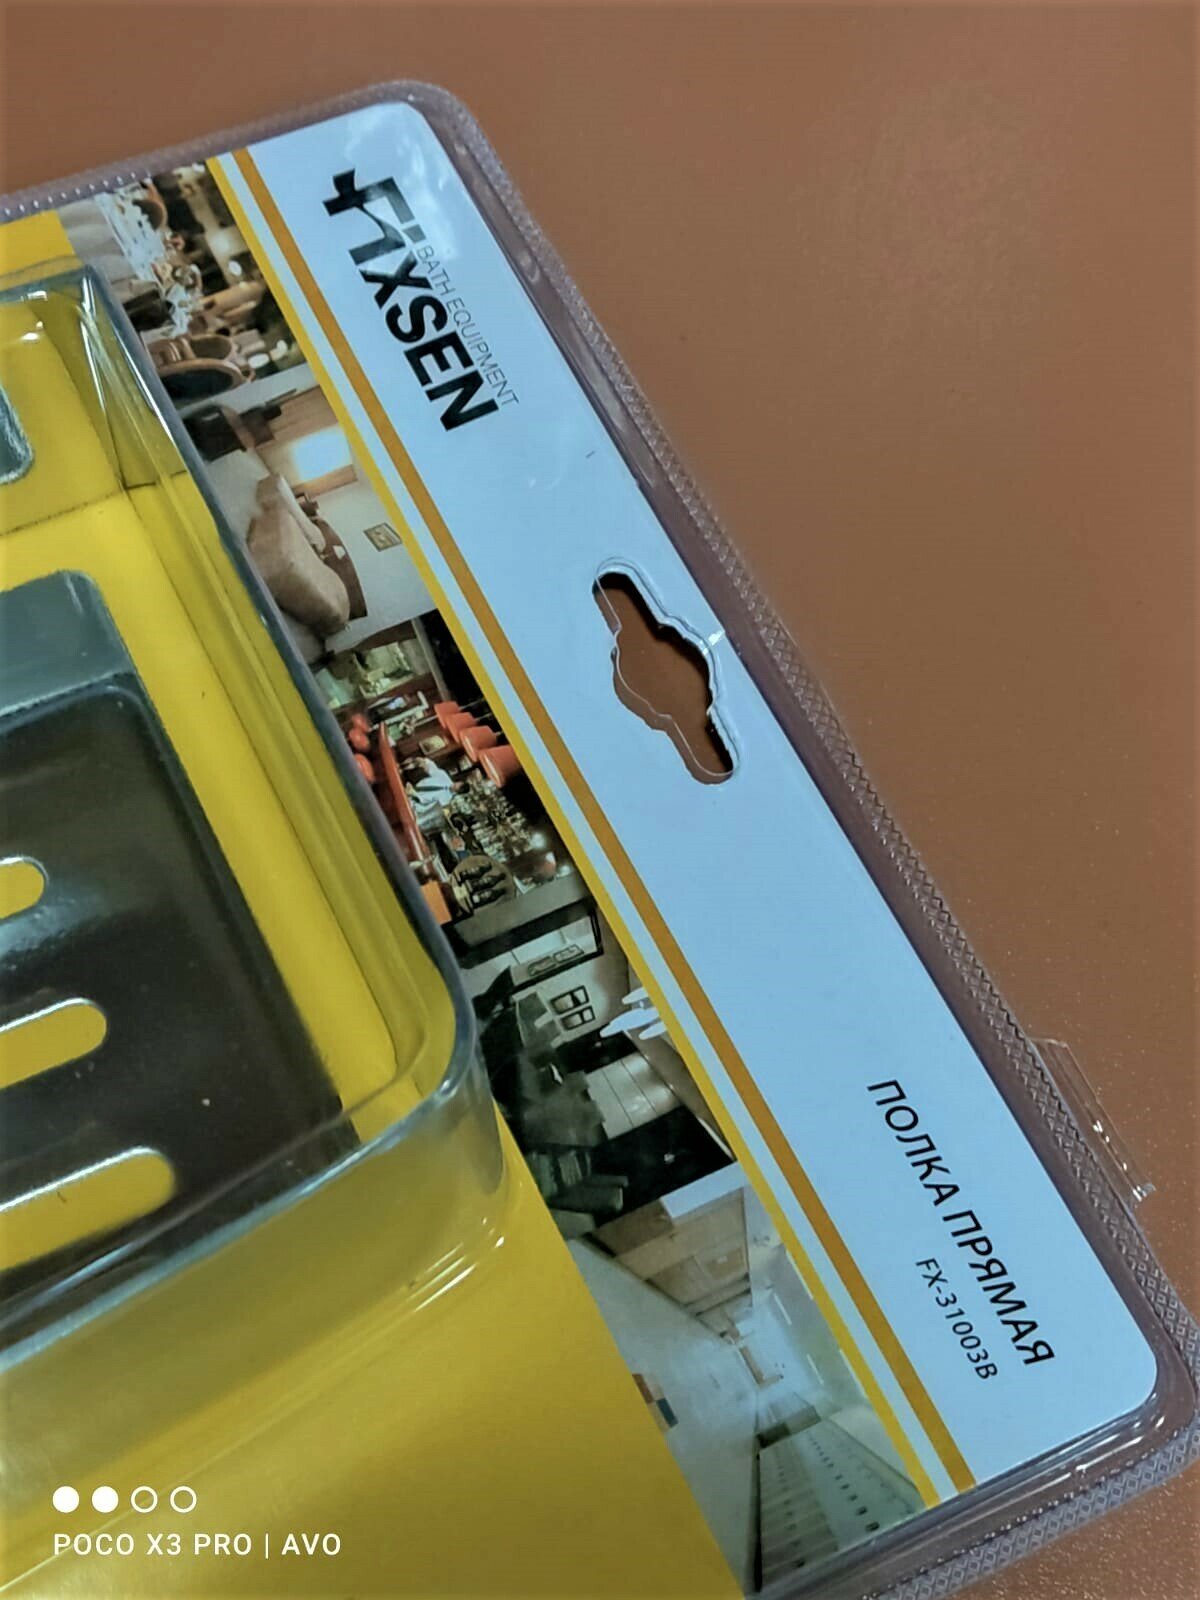 FIXSEN
BATH EQUIPMENT
ПОЛКА ПРЯМАЯ
FX-31003B
POCO X3 PRO | AVO